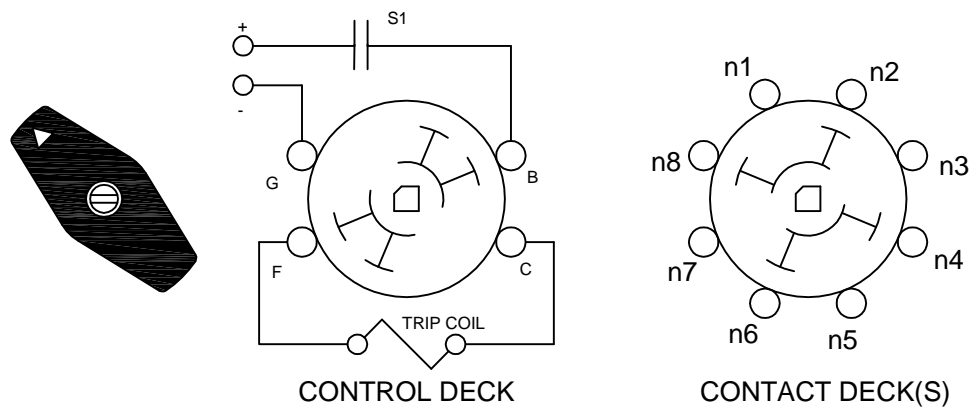 S1
+
-
G
B
F
C
TRIP COIL
CONTROL DECK
n1
n2
n8
n3
n7
n4
n6
n5
CONTACT DECK(S)